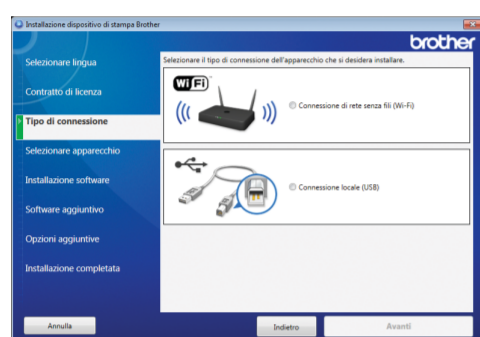 Installazione dispositivo di stampa Brother
brother
Selezionare lingua
Contratto di licenza
Tipo di connessione
Selezionare apparecchio
Installazione software
Software aggiuntivo
Opzioni aggiuntive
Installazione completata
Selezionare il tipo di connessione dell'apparecchio che si desidera installare.
WiFi
Connessione di rete senza fili (Wi-Fi)
Connessione locale (USB)
Annulla
Indietro
Avanti